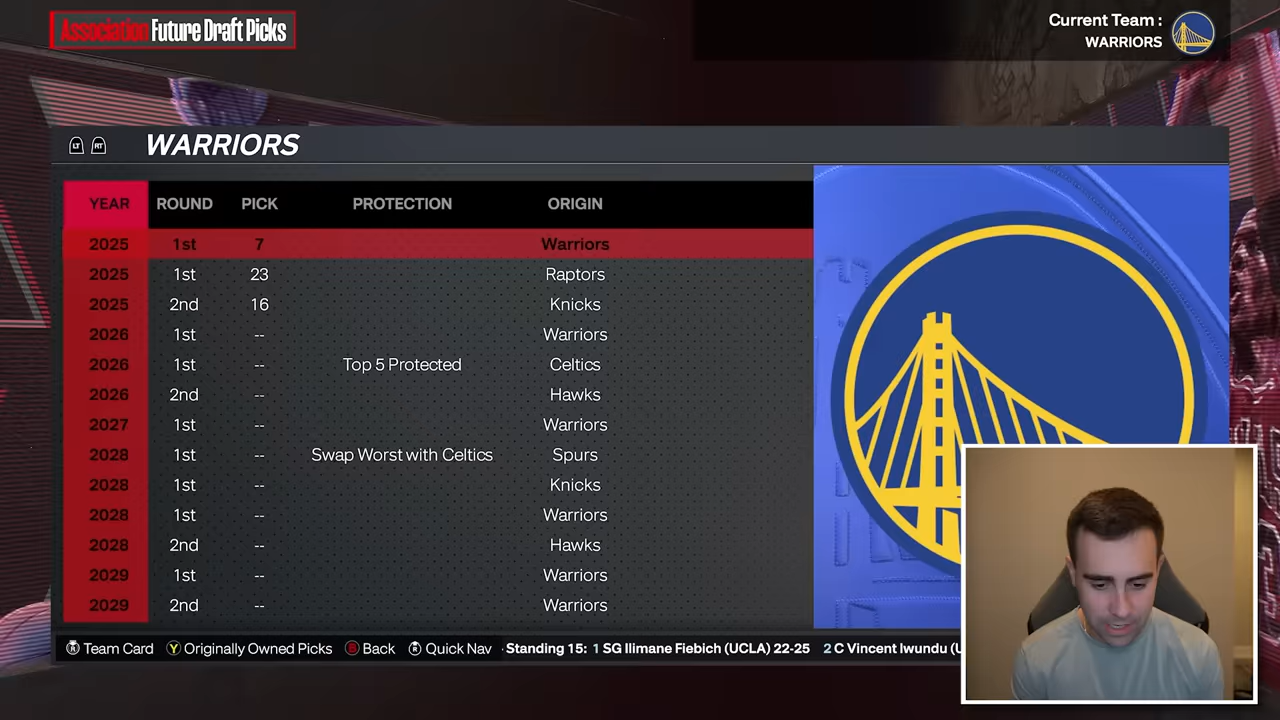 Association Future Draft Picks
Current Team :
WARRIORS
LT RT WARRIORS
YEAR ROUND PICK PROTECTION ORIGIN
2025 1st 7 Warriors
2025 1st 23 Raptors
2025 2nd 16 Knicks
2026 1st -- Warriors
2026 1st -- Top 5 Protected Celtics
2026 2nd -- Hawks
2027 1st -- Warriors
2028 1st -- Swap Worst with Celtics Spurs
2028 1st -- Knicks
2028 1st -- Warriors
2028 2nd -- Hawks
2029 1st -- Warriors
2029 2nd -- Warriors
R Team Card Y Originally Owned Picks B Back R Quick Nav Standing 15: 1 SG Ilimane Fiebich (UCLA) 22-25 2 C Vincent Iwundu (U